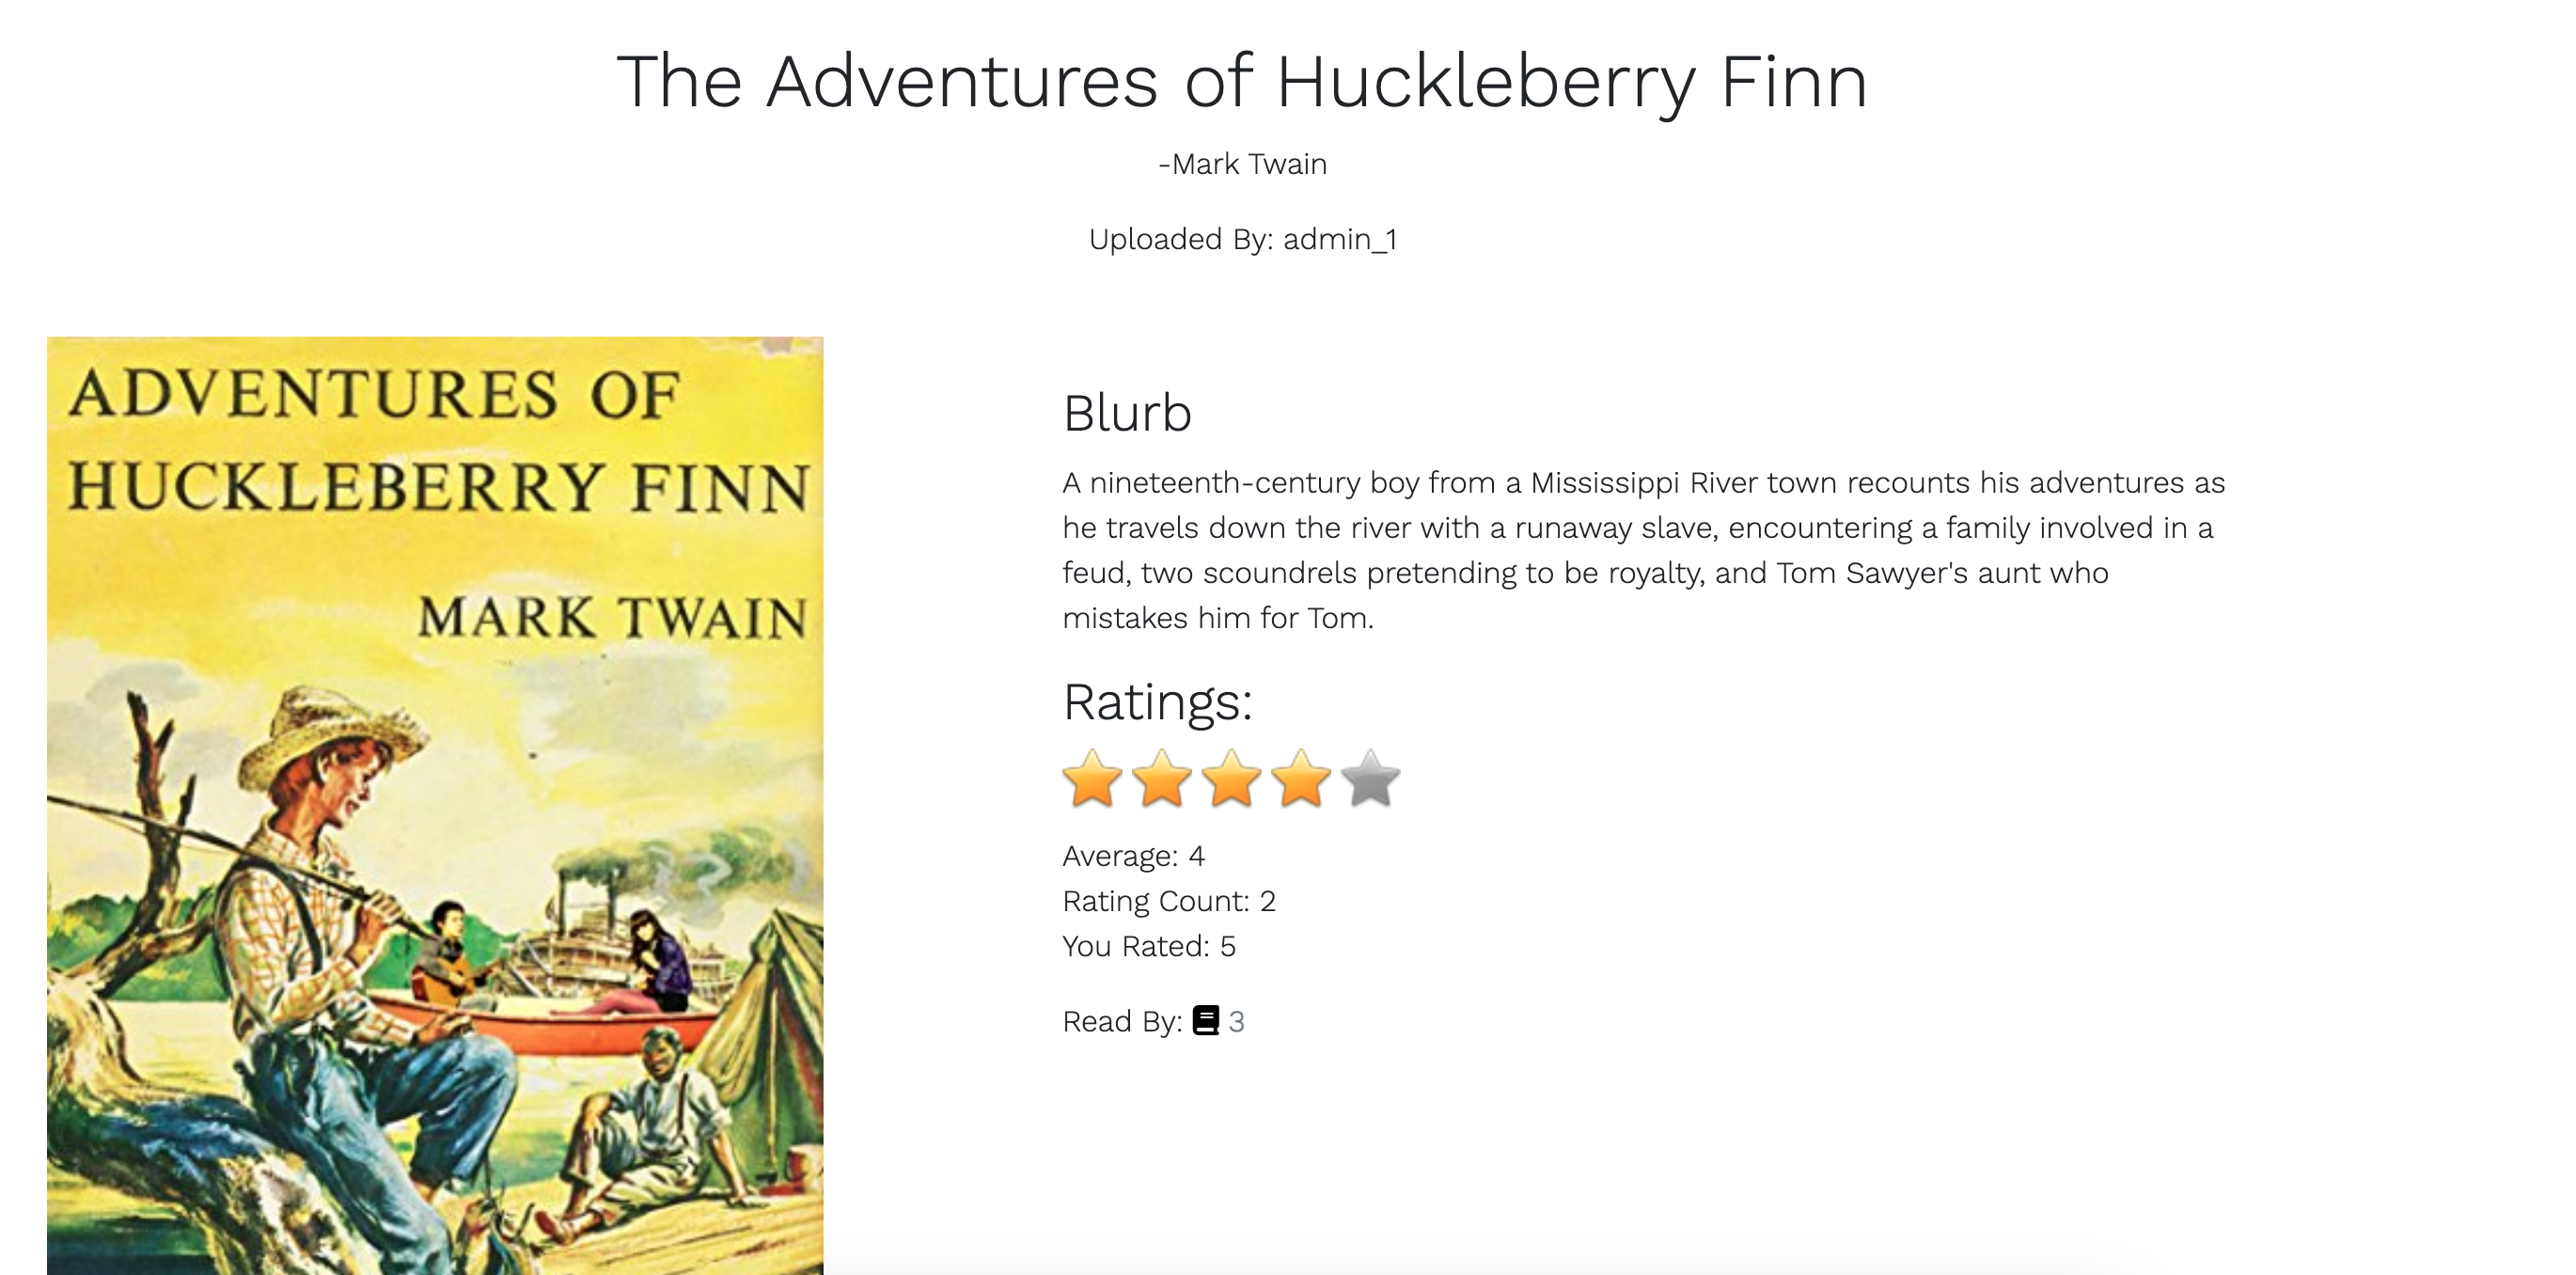 The Adventures of Huckleberry Finn
-Mark Twain
Uploaded By: admin_1
ADVENTURES OF
HUCKLEBERRY FINN
MARK TWAIN
Blurb
A nineteenth-century boy from a Mississippi River town recounts his adventures as
he travels down the river with a runaway slave, encountering a family involved in a
feud, two scoundrels pretending to be royalty, and Tom Sawyer's aunt who
mistakes him for Tom.
Ratings:
Average: 4
Rating Count: 2
You Rated: 5
Read By: 3